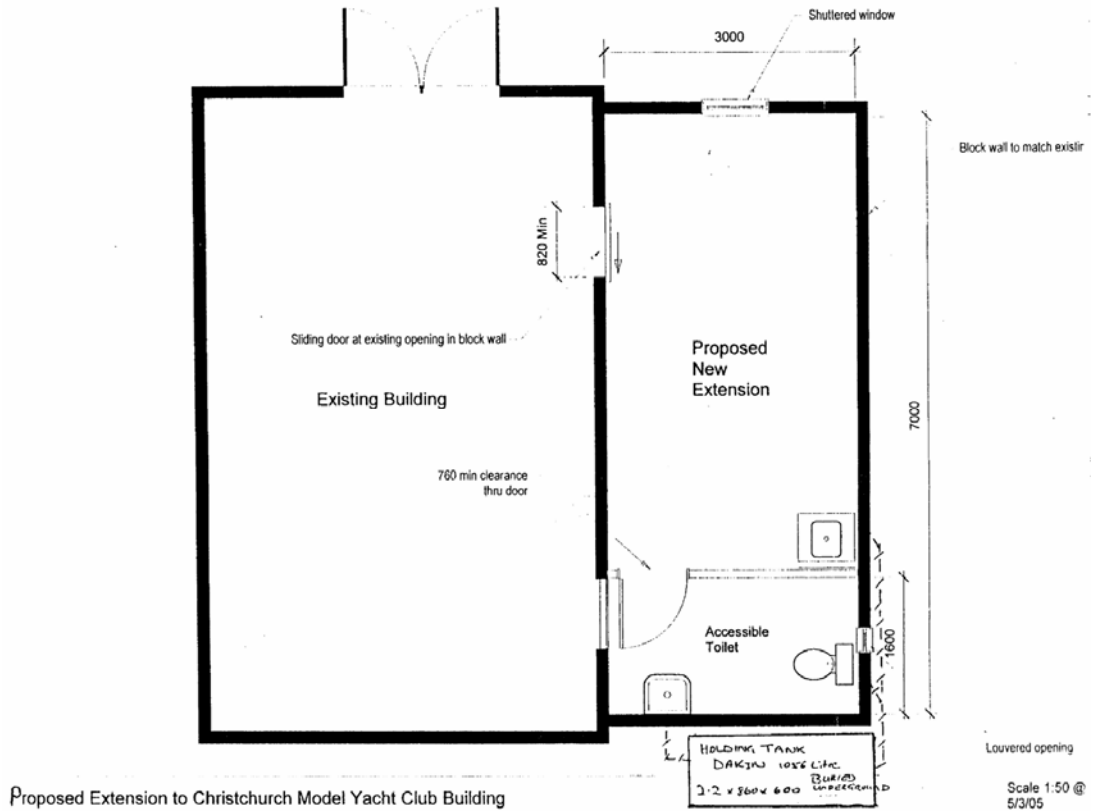 Shuttered window
3000
Block wall to match existin
820 Min
Sliding door at existing opening in block wall
Proposed
New
Extension
Existing Building
7000
760 min clearance
thru door
Accessible
Toilet
1600
HOLDING TANK
DAKIN 1056 Litre
BURIED
2.2 x 860 x 600 UNDERGROUND
Louvered opening
Proposed Extension to Christchurch Model Yacht Club Building
Scale 1:50 @
5/3/05